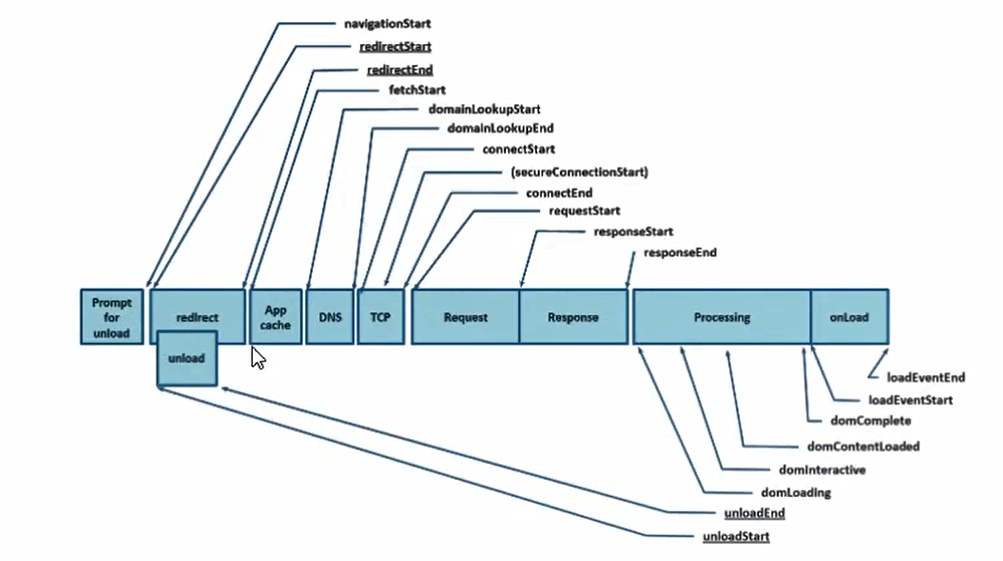 navigationStart
redirectStart
redirectEnd
fetchStart
domainLookupStart
domainLookupEnd
connectStart
(secureConnectionStart)
connectEnd
requestStart
responseStart
responseEnd
Prompt
for
unload
redirect
App
cache
DNS
TCP
Request
Response
Processing
onLoad
unload
loadEventEnd
loadEventStart
domComplete
domContentLoaded
domInteractive
domLoading
unloadEnd
unloadStart